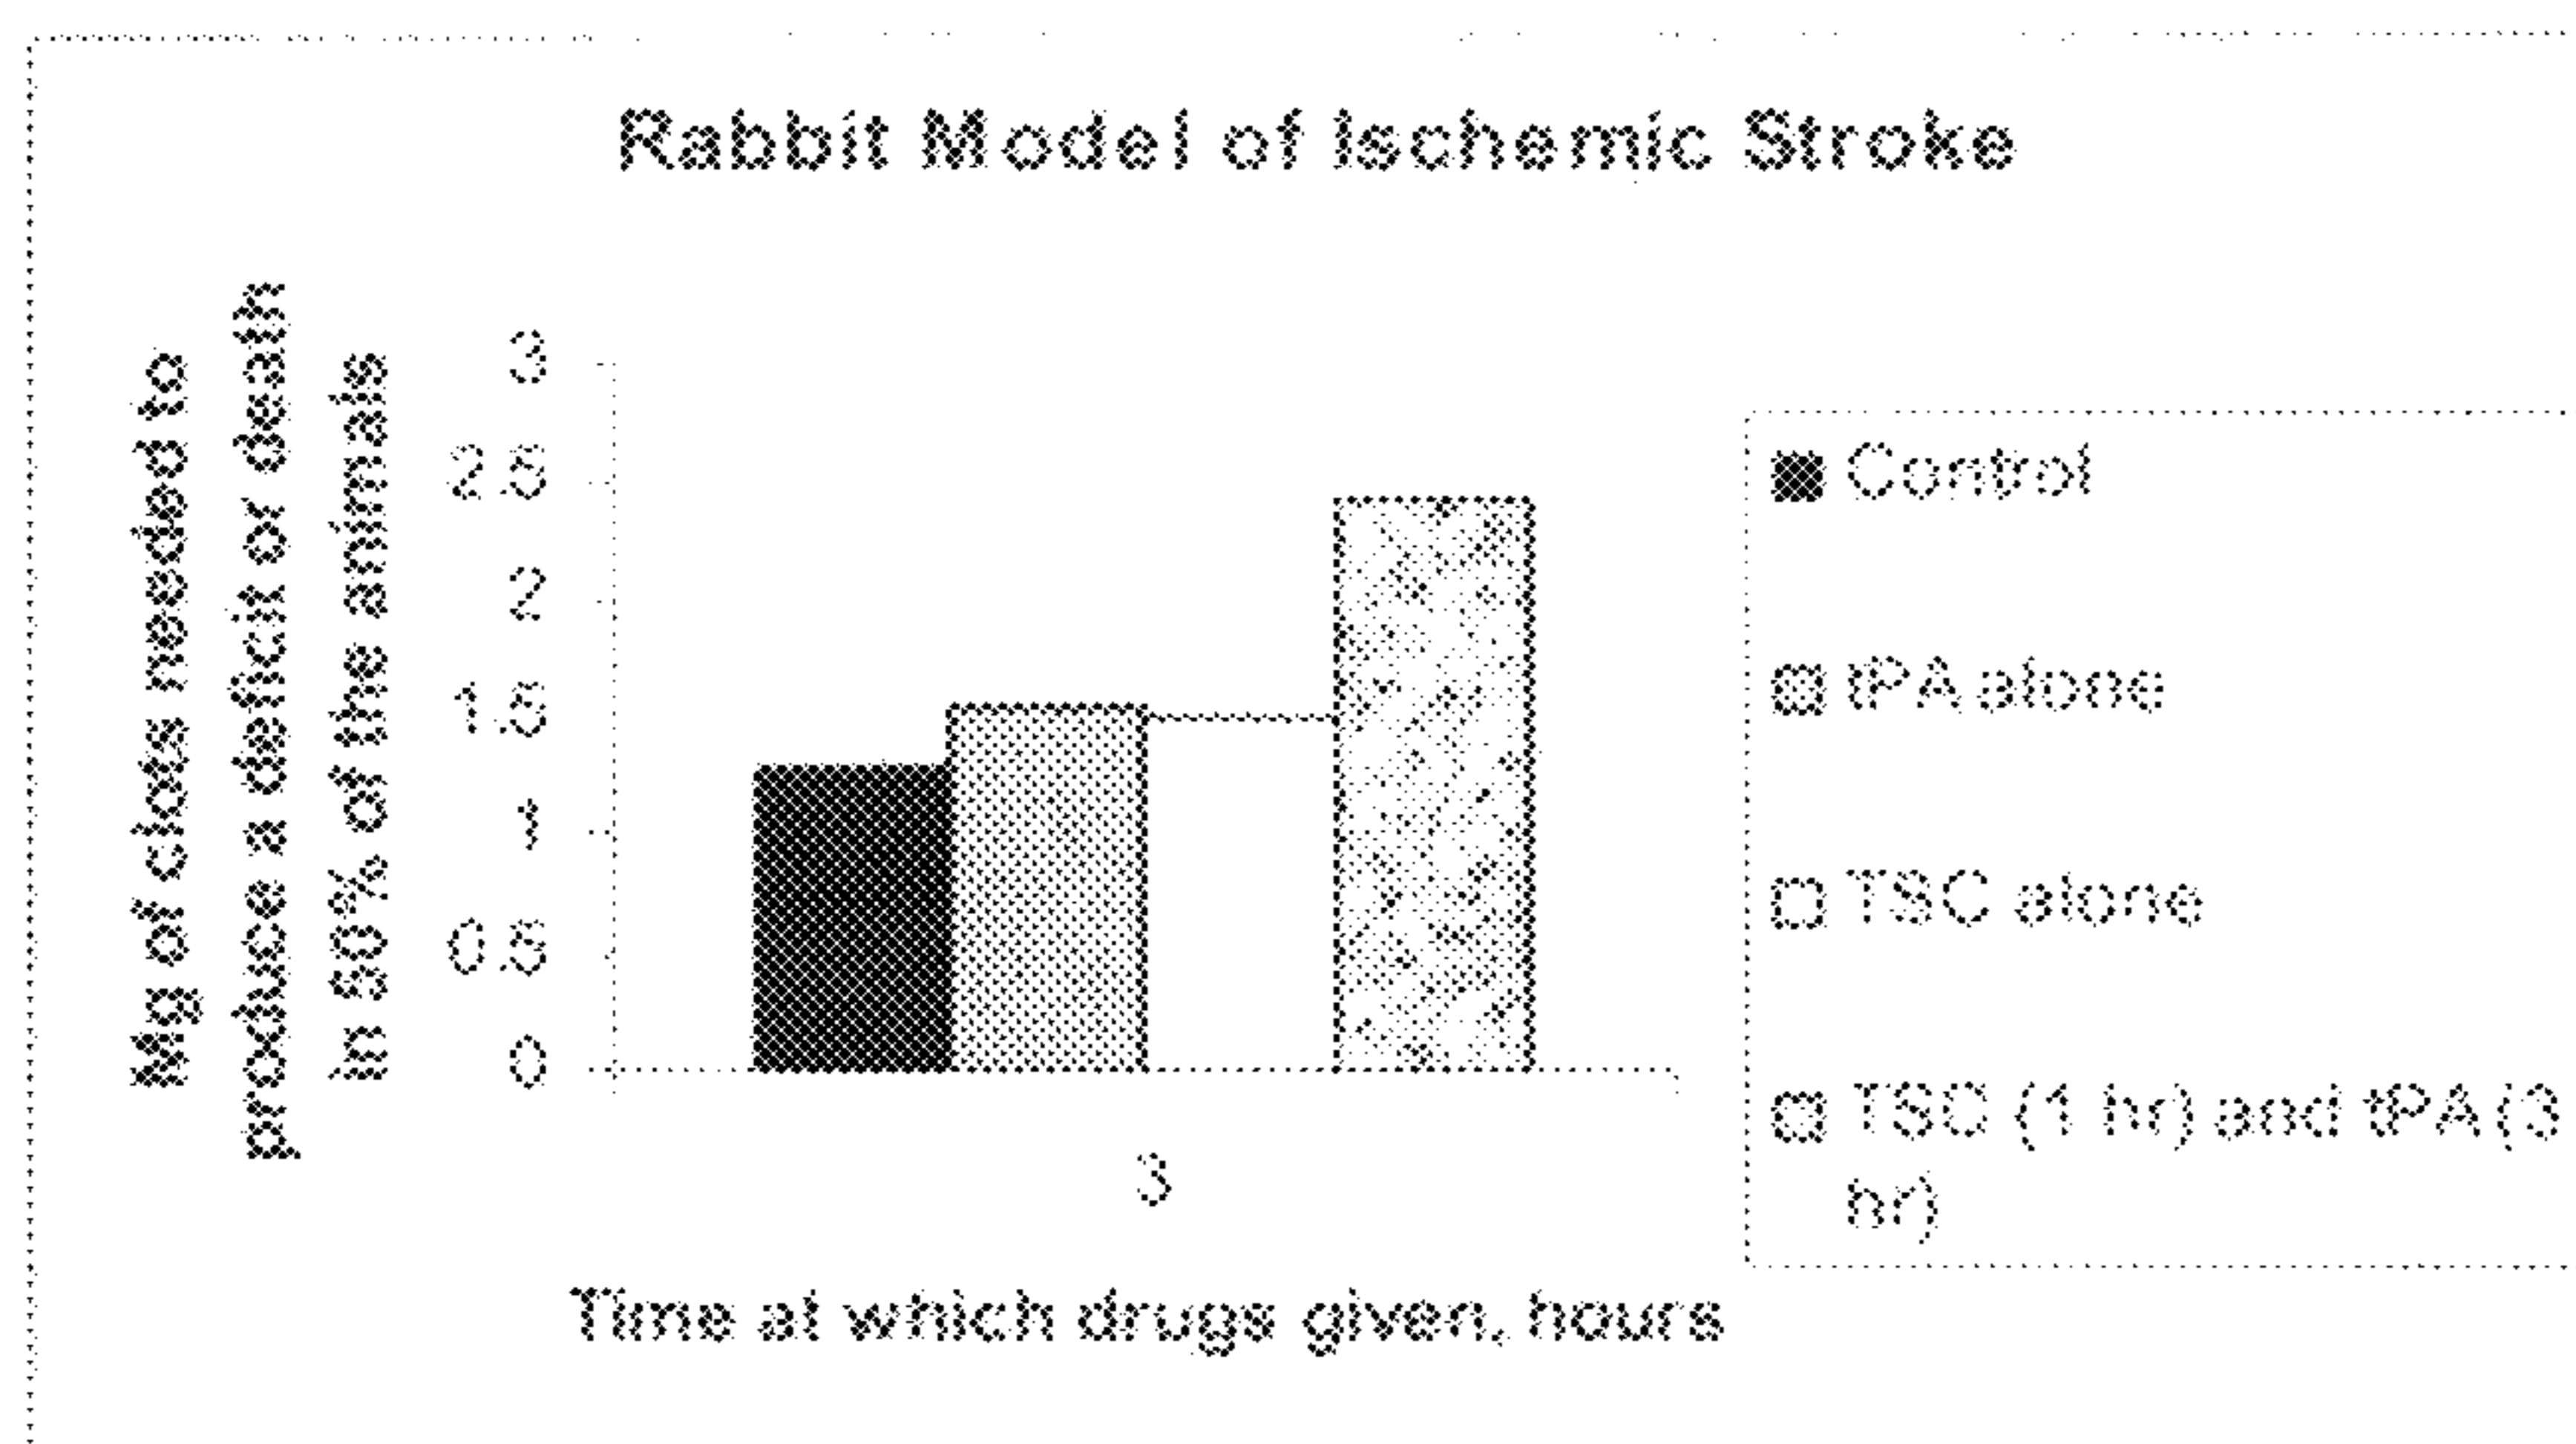 Rabbit Model of Ischemic Stroke
Mg of clots needed to
produce a deficit or death
in 50% of the animals
3
2.5
2
1.5
1
0.5
0
3
Time at which drugs given, hours
Control
tPA alone
TSC alone
TSC (1 hr) and tPA (3
hr)